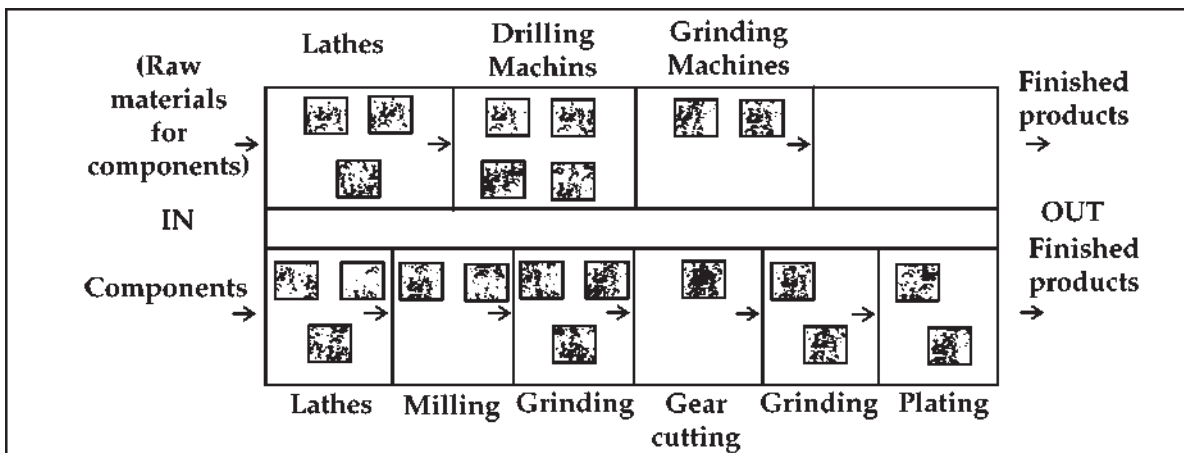 Lathes
Drilling
Machins
Grinding
Machines
(Raw
materials
for
components)
Finished
products
IN
OUT
Components
Finished
products
Lathes
Milling
Grinding
Gear
cutting
Grinding
Plating